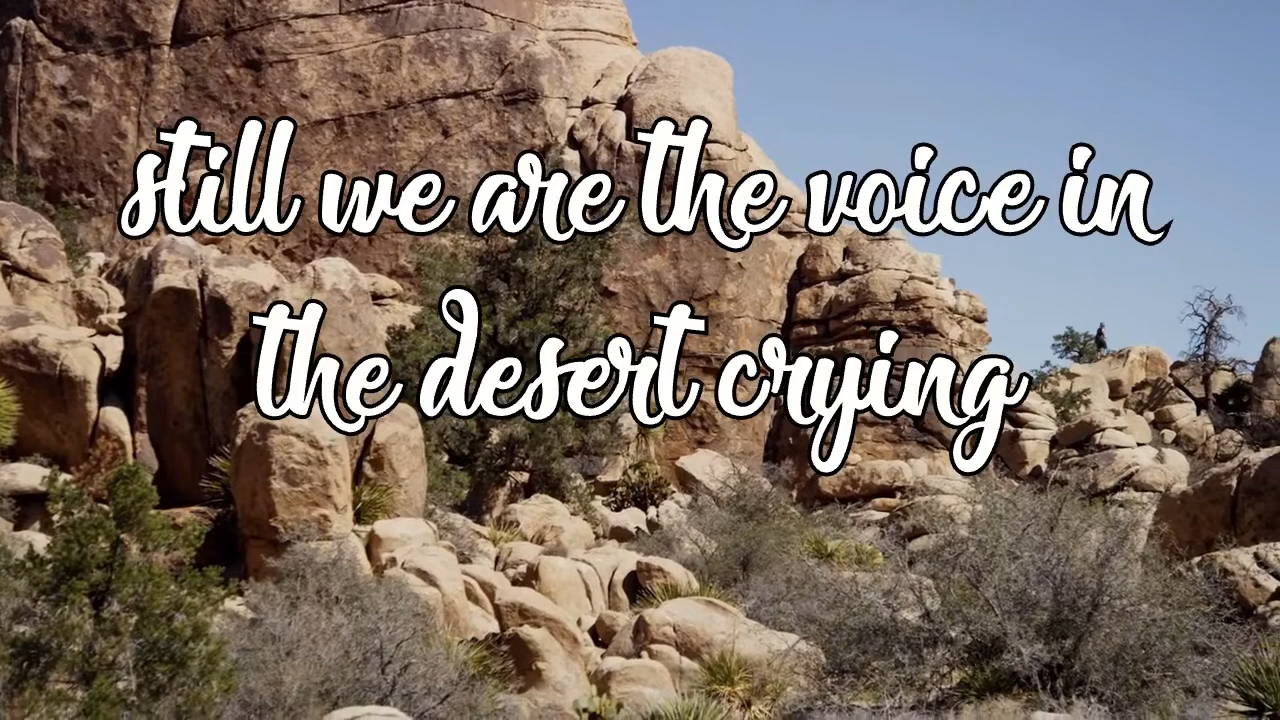 still we are the voice in
the desert crying